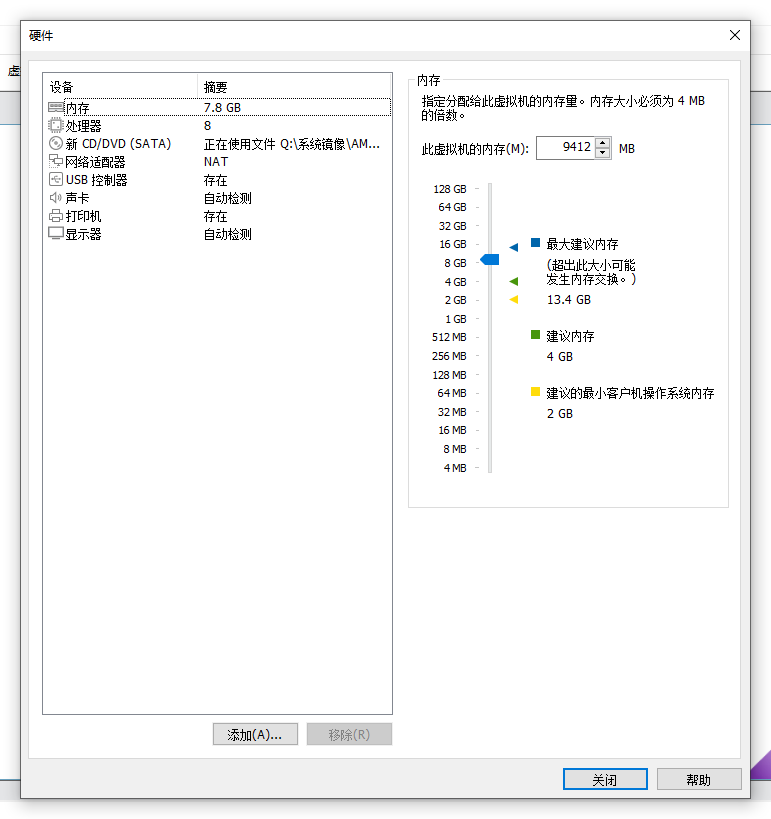 硬件
虚
设备 摘要
内存 7.8 GB
处理器 8
新 CD/DVD (SATA) 正在使用文件 Q:\系统镜像\AM...
网络适配器 NAT
USB 控制器 存在
声卡 自动检测
打印机 存在
显示器 自动检测
添加(A)... 移除(R)
内存
指定分配给此虚拟机的内存量。内存大小必须为 4 MB
的倍数。
此虚拟机的内存(M): 9412 MB
128 GB
64 GB
32 GB
16 GB
8 GB
4 GB
2 GB
1 GB
512 MB
256 MB
128 MB
64 MB
32 MB
16 MB
8 MB
4 MB
最大建议内存
(超出此大小可能
发生内存交换。)
13.4 GB
建议内存
4 GB
建议的最小客户机操作系统内存
2 GB
关闭 帮助